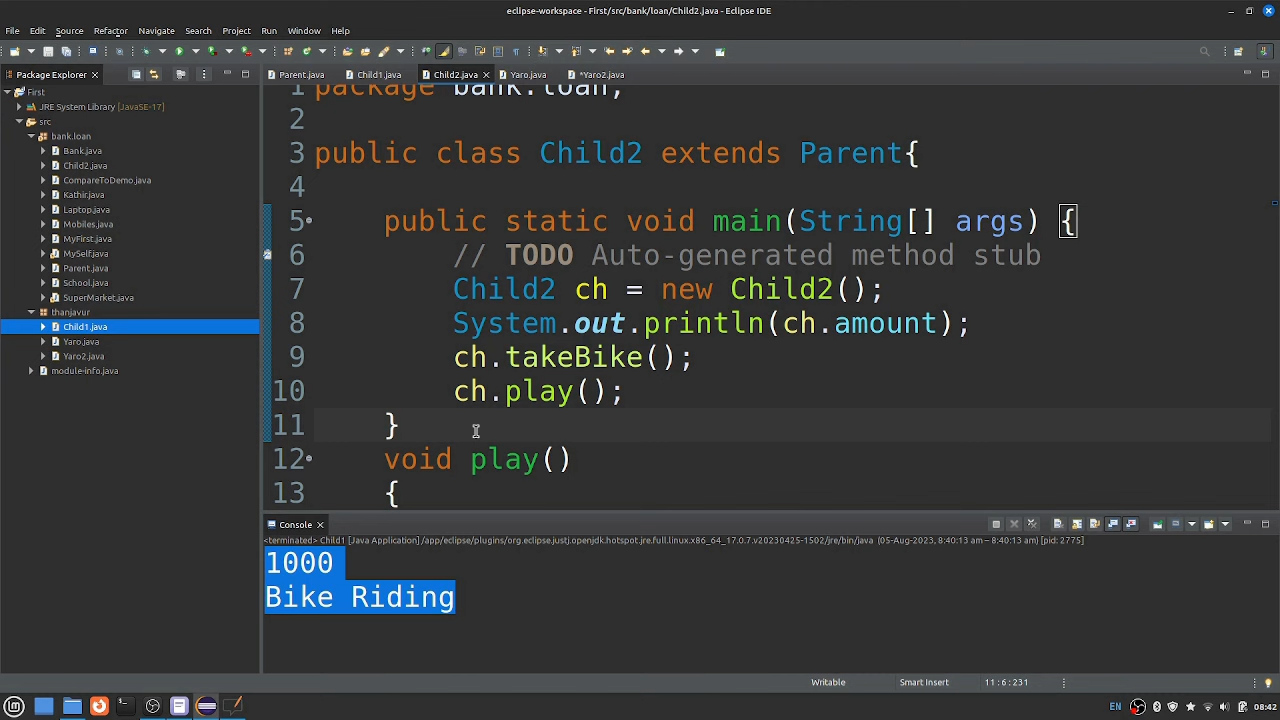 eclipse-workspace - First/src/bank/loan/Child2.java - Eclipse IDE
File Edit Source Refactor Navigate Search Project Run Window Help
Package Explorer
Parent.java Child1.java Child2.java Yaro.java *Yaro2.java
First
JRE System Library [JavaSE-17]
src
bank.loan
Bank.java
Child2.java
CompareToDemo.java
Kathir.java
Laptop.java
Mobiles.java
MyFirst.java
MySelf.java
Parent.java
School.java
SuperMarket.java
thanjavur
Child1.java
Yaro.java
Yaro2.java
module-info.java
1 package bank.loan;
2
3 public class Child2 extends Parent{
4
5 public static void main(String[] args) {
6 // TODO Auto-generated method stub
7 Child2 ch = new Child2();
8 System.out.println(ch.amount);
9 ch.takeBike();
10 ch.play();
11 }
12 void play()
13 {
Console
<terminated> Child1 [Java Application] /app/eclipse/plugins/org.eclipse.justj.openjdk.hotspot.jre.full.linux.x86_64_17.0.7.v20230425-1502/jre/bin/java (05-Aug-2023, 8:40:13 am – 8:40:13 am) [pid: 2775]
1000
Bike Riding
Writable Smart Insert 11 : 6 : 231
EN 08:42